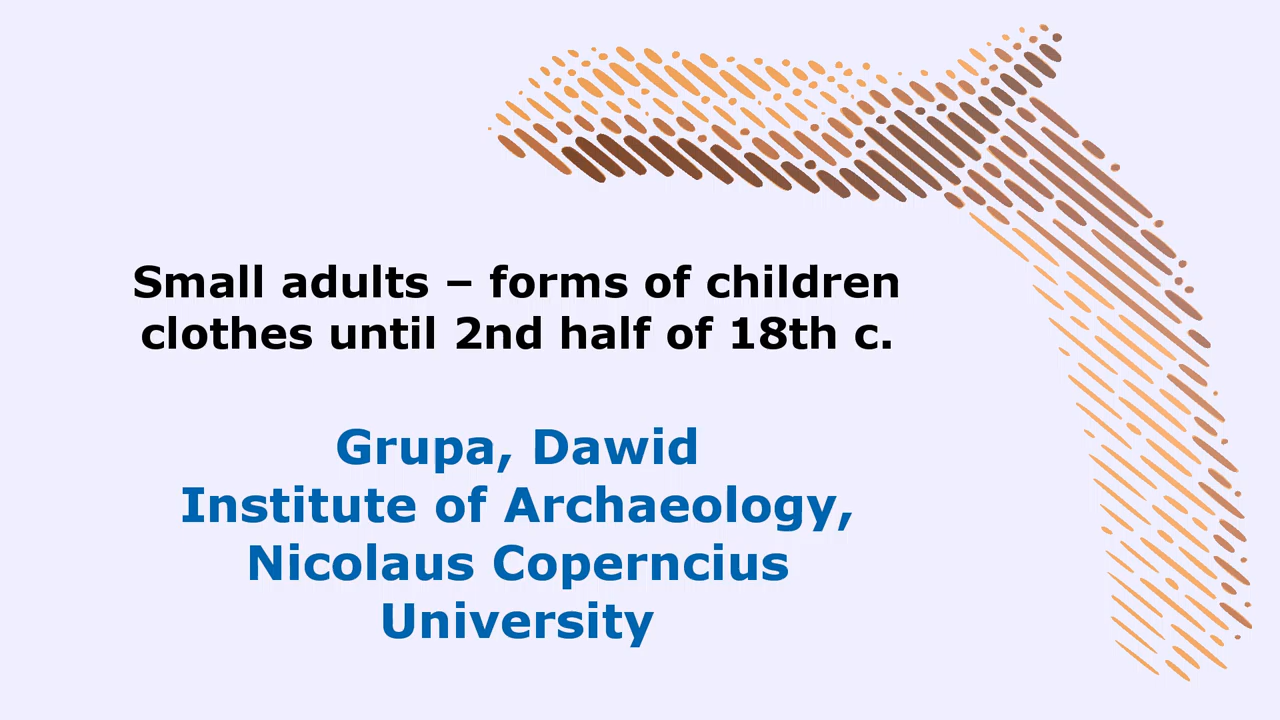 Small adults – forms of children
clothes until 2nd half of 18th c.
Grupa, Dawid
Institute of Archaeology,
Nicolaus Coperncius
University